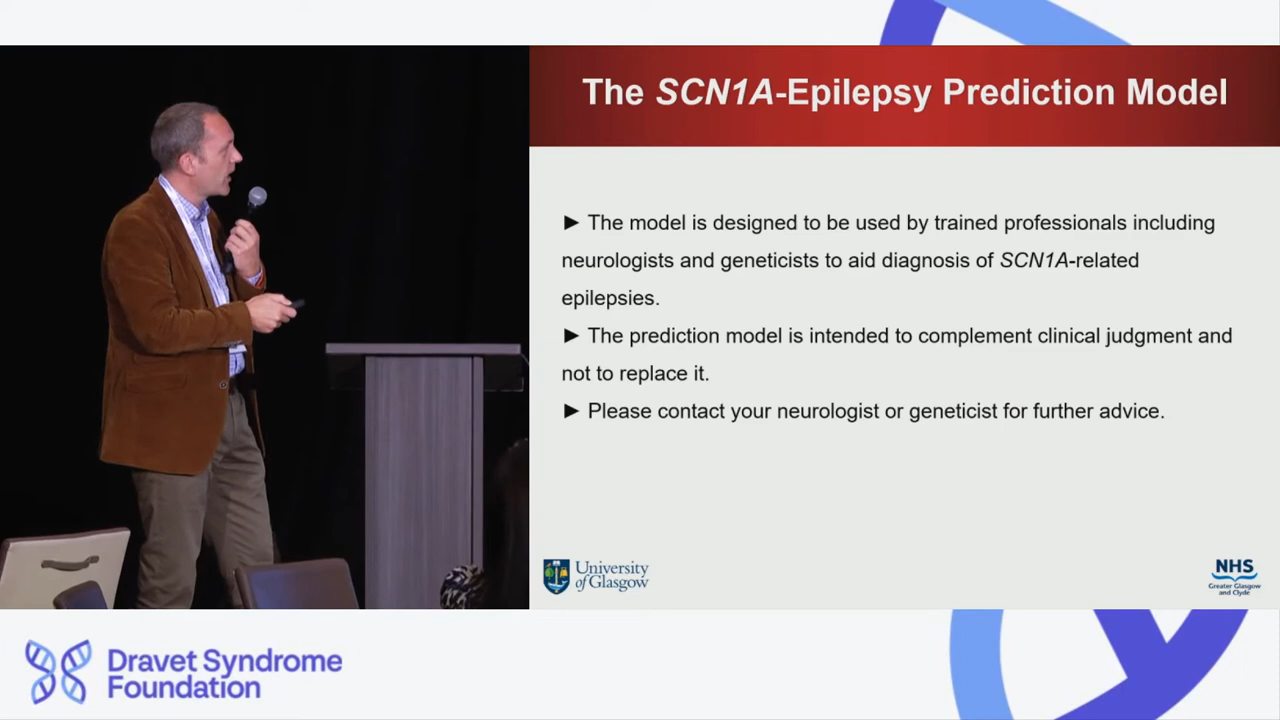 The SCN1A-Epilepsy Prediction Model
► The model is designed to be used by trained professionals including
neurologists and geneticists to aid diagnosis of SCN1A-related
epilepsies.
► The prediction model is intended to complement clinical judgment and
not to replace it.
► Please contact your neurologist or geneticist for further advice.
University
of Glasgow
NHS
Greater Glasgow
and Clyde
Dravet Syndrome
Foundation